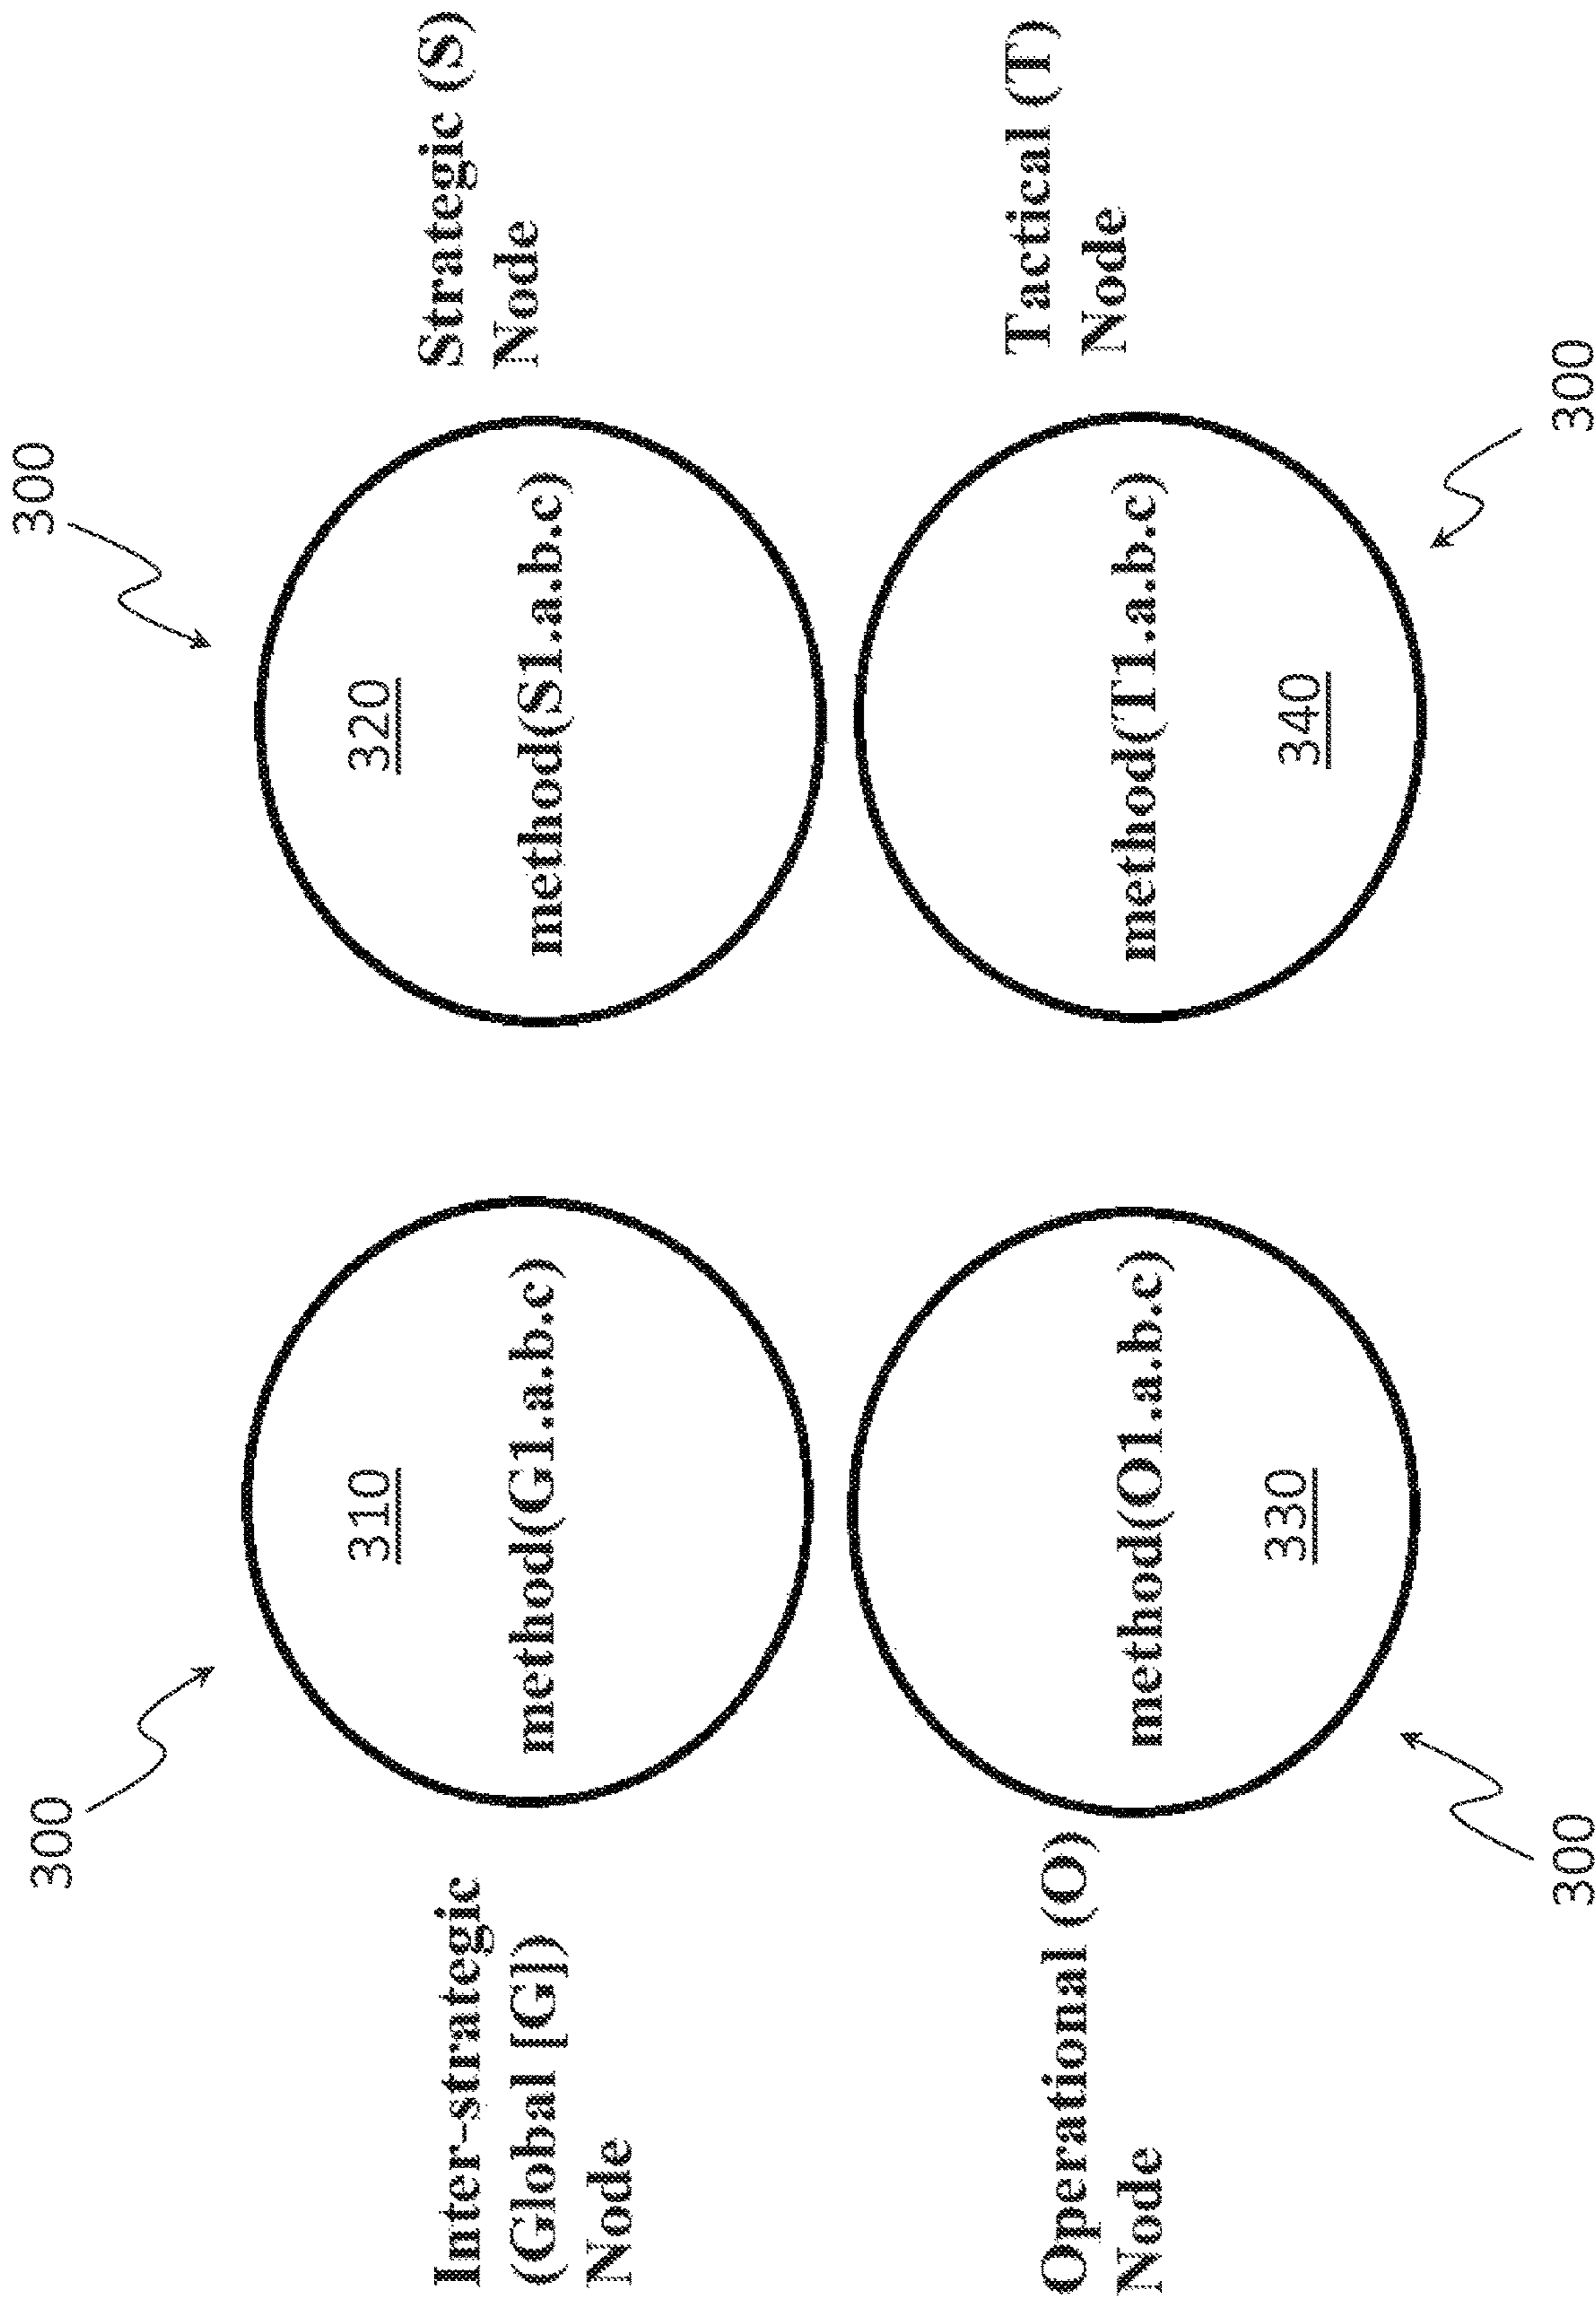 300
300
Inter-strategic
(Global [G])
Node
310
method(G1.a.b.c)
320
method(S1.a.b.c)
Strategic (S)
Node
Operational (O)
Node
method(O1.a.b.c)
330
method(T1.a.b.c)
340
Tactical (T)
Node
300
300